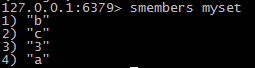 127.0.0.1:6379> smembers myset
1) "b"
2) "c"
3) "3"
4) "a"